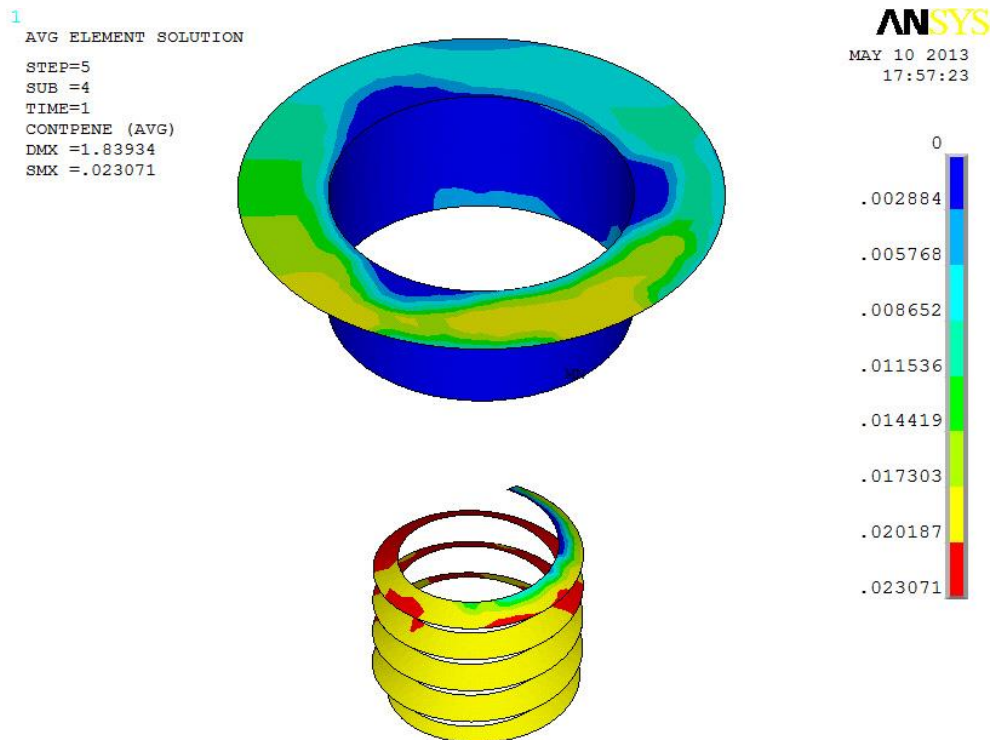 1
AVG ELEMENT SOLUTION
STEP=5
SUB =4
TIME=1
CONTPENE (AVG)
DMX =1.83934
SMX =.023071
ANSYS
MAY 10 2013
17:57:23
0
.002884
.005768
.008652
.011536
.014419
.017303
.020187
.023071